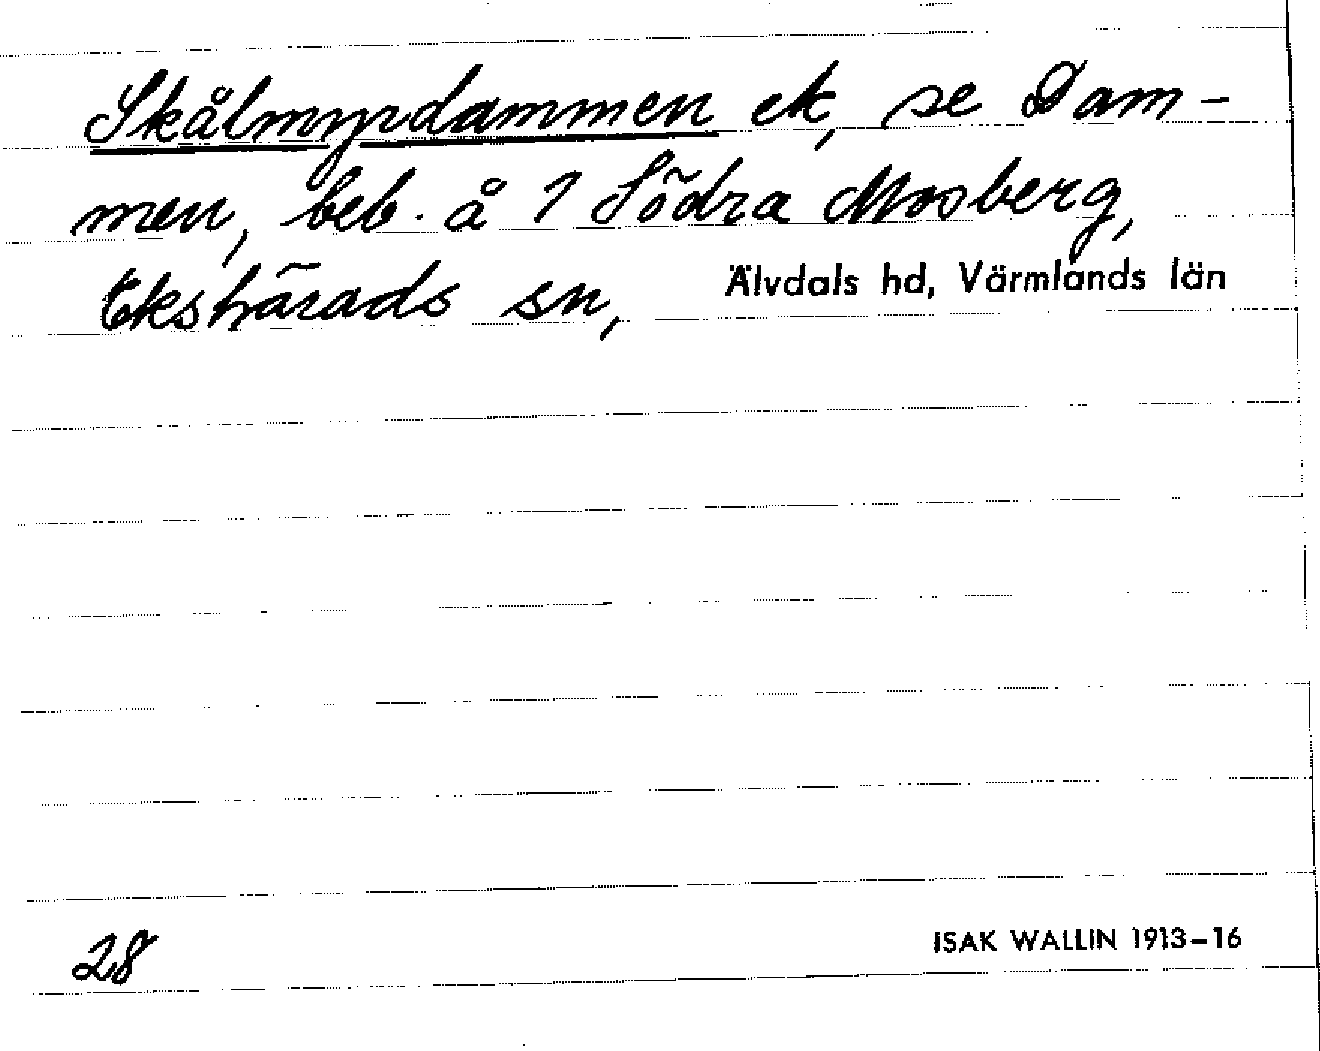 Skålmyrdammen ek, se Dam-
men, beb. å 1 Södra Mosberg,
Ekshärads sn, Älvdals hd, Värmlands län
28 ISAK WALLIN 1913-16